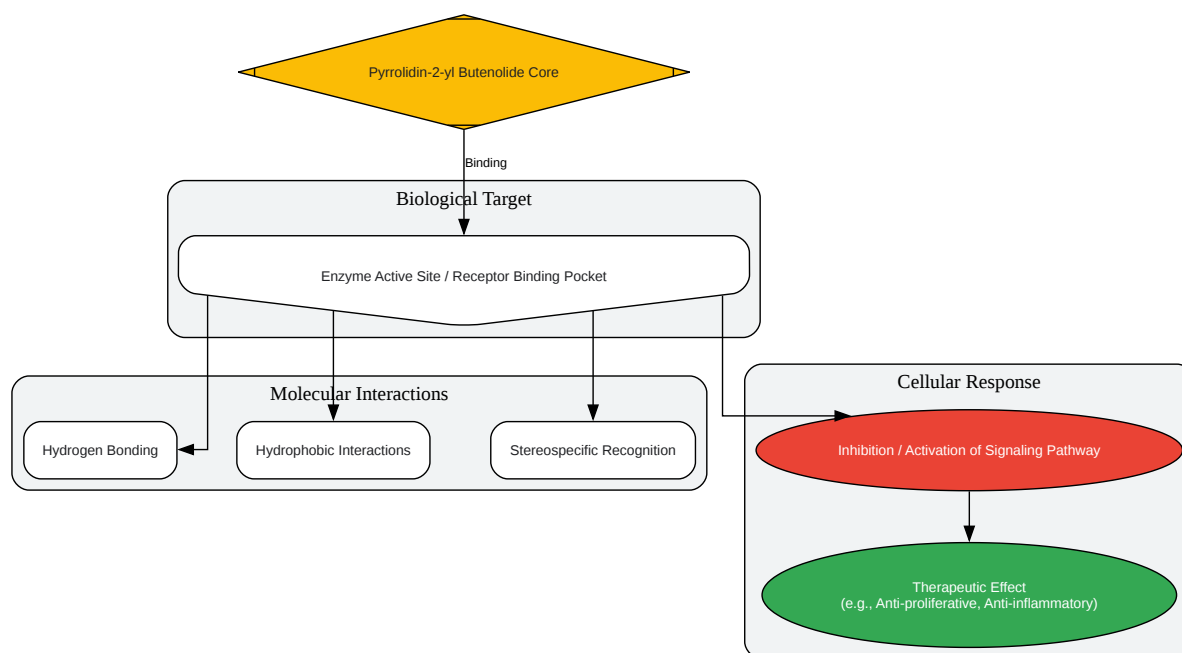 Pyrrolidin-2-yl Butenolide Core
Binding
Biological Target
Enzyme Active Site / Receptor Binding Pocket
Molecular Interactions
Hydrogen Bonding
Hydrophobic Interactions
Stereospecific Recognition
Cellular Response
Inhibition / Activation of Signaling Pathway
Therapeutic Effect
(e.g., Anti-proliferative, Anti-inflammatory)